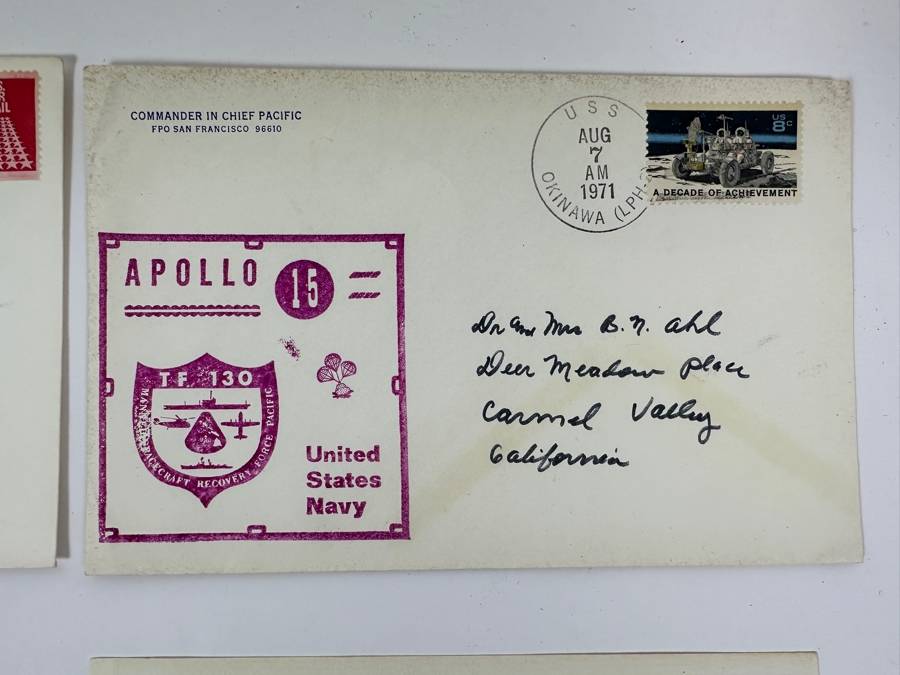 COMMANDER IN CHIEF PACIFIC
FPO SAN FRANCISCO 96610
USS
AUG
7
AM
1971
OKINAWA (LPH-3)
US
8c
A DECADE OF ACHIEVEMENT
APOLLO 15
TF 130
MANNED SPACECRAFT RECOVERY FORCE PACIFIC
United
States
Navy
Dr and Mrs B. N. Ahl
Deer Meadow Place
Carmel Valley
California